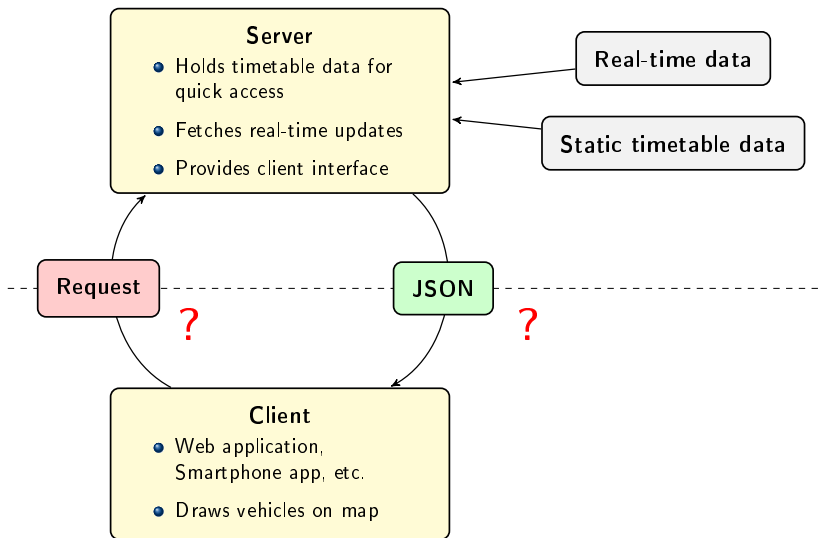 Server
Holds timetable data for
quick access
Fetches real-time updates
Provides client interface
Real-time data
Static timetable data
Request
JSON
?
?
Client
Web application,
Smartphone app, etc.
Draws vehicles on map